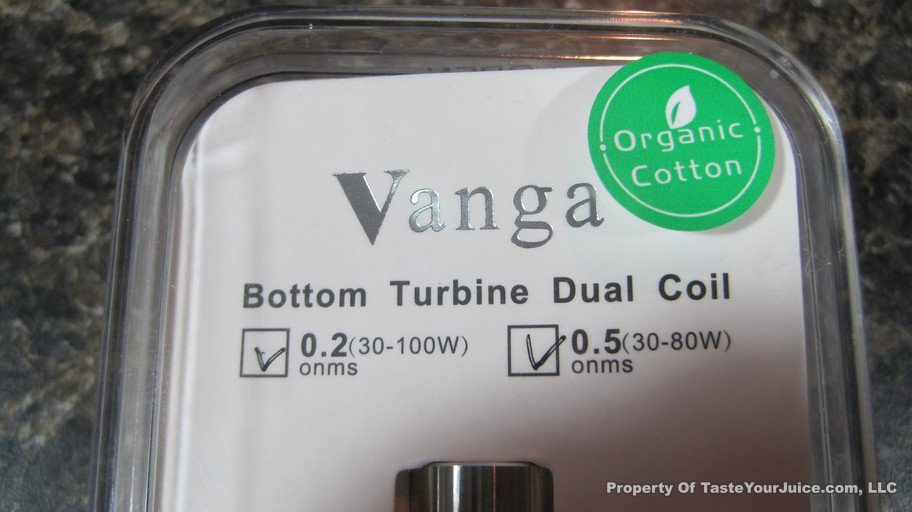 Organic
Cotton
Vanga
Bottom Turbine Dual Coil
0.2(30-100W)
onms
0.5(30-80W)
onms
Property Of TasteYourJuice.com, LLC